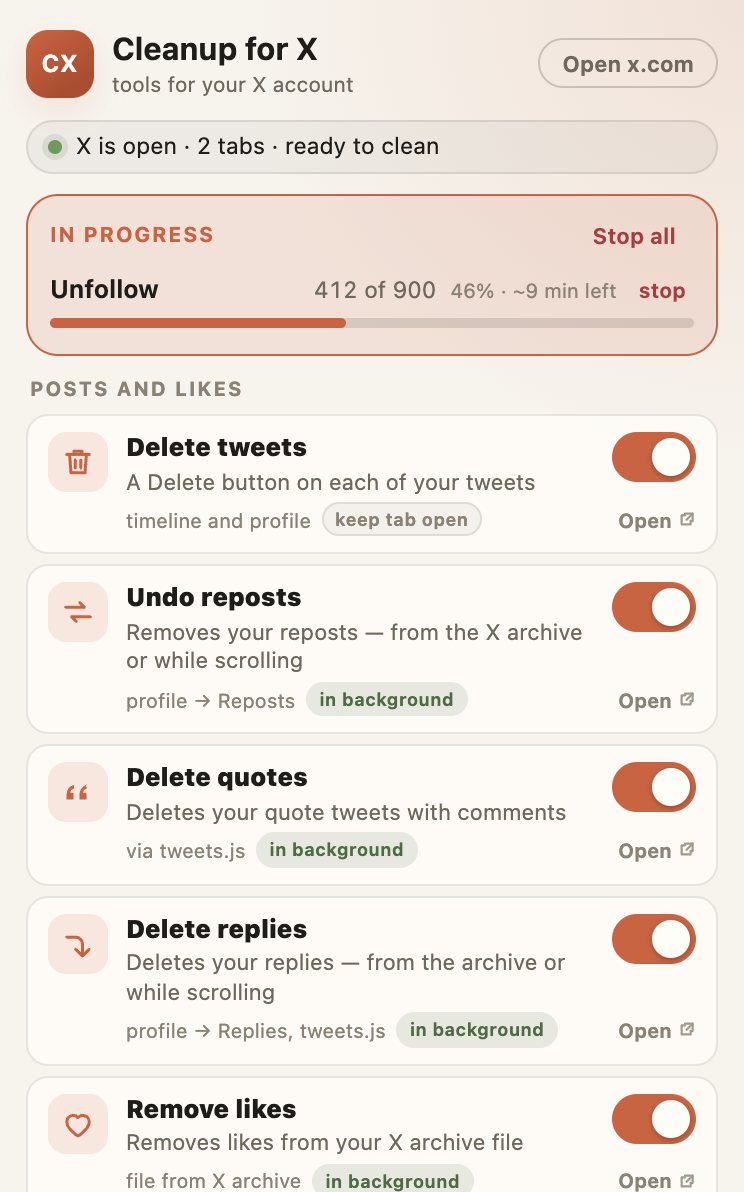 CX
Cleanup for X
tools for your X account
Open x.com
X is open · 2 tabs · ready to clean
IN PROGRESS
Stop all
Unfollow 412 of 900 46% · ~9 min left stop
POSTS AND LIKES
Delete tweets
A Delete button on each of your tweets
timeline and profile keep tab open Open
Undo reposts
Removes your reposts — from the X archive
or while scrolling
profile → Reposts in background Open
Delete quotes
Deletes your quote tweets with comments
via tweets.js in background Open
Delete replies
Deletes your replies — from the archive or
while scrolling
profile → Replies, tweets.js in background Open
Remove likes
Removes likes from your X archive file
file from X archive in background Open